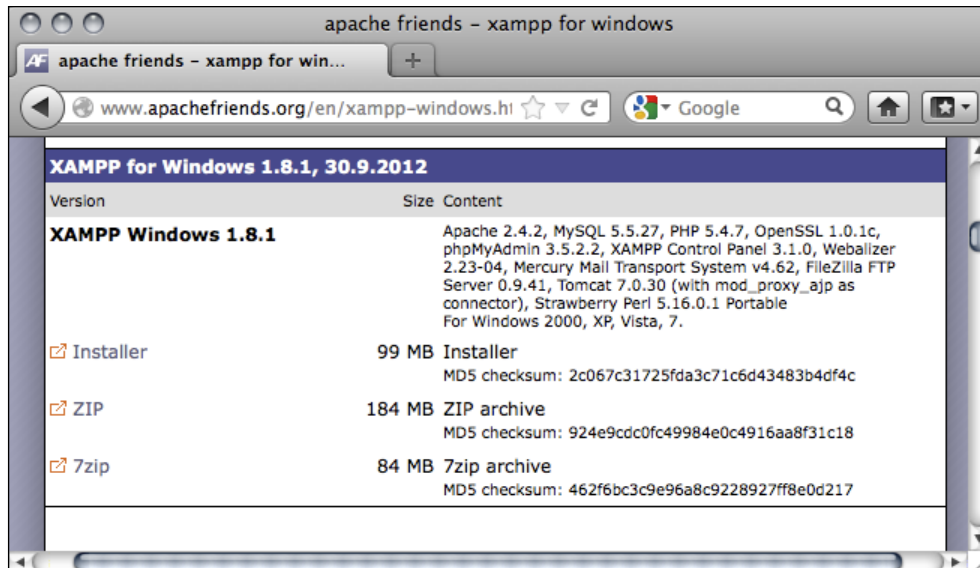 apache friends – xampp for windows
AF apache friends – xampp for win...
www.apachefriends.org/en/xampp-windows.ht
Google
XAMPP for Windows 1.8.1, 30.9.2012
Version Size Content
XAMPP Windows 1.8.1 Apache 2.4.2, MySQL 5.5.27, PHP 5.4.7, OpenSSL 1.0.1c,
phpMyAdmin 3.5.2.2, XAMPP Control Panel 3.1.0, Webalizer
2.23-04, Mercury Mail Transport System v4.62, FileZilla FTP
Server 0.9.41, Tomcat 7.0.30 (with mod_proxy_ajp as
connector), Strawberry Perl 5.16.0.1 Portable
For Windows 2000, XP, Vista, 7.
Installer 99 MB Installer
MD5 checksum: 2c067c31725fda3c71c6d43483b4df4c
ZIP 184 MB ZIP archive
MD5 checksum: 924e9cdc0fc49984e0c4916aa8f31c18
7zip 84 MB 7zip archive
MD5 checksum: 462f6bc3c9e96a8c9228927ff8e0d217